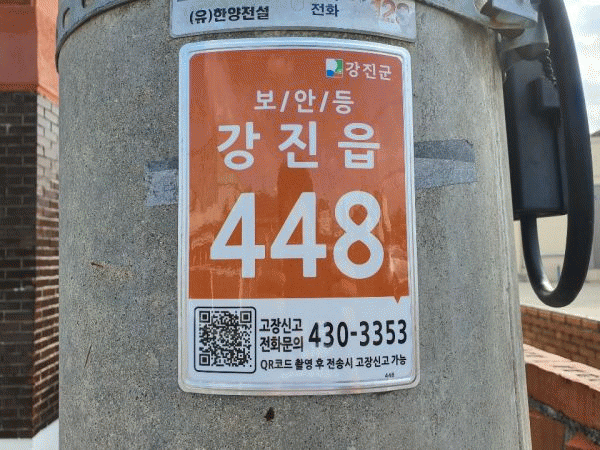 (유)한양전설 전화 123
강진군
보/안/등
강진읍
448
고장신고
전화문의 430-3353
QR코드 촬영 후 전송시 고장신고 가능
448